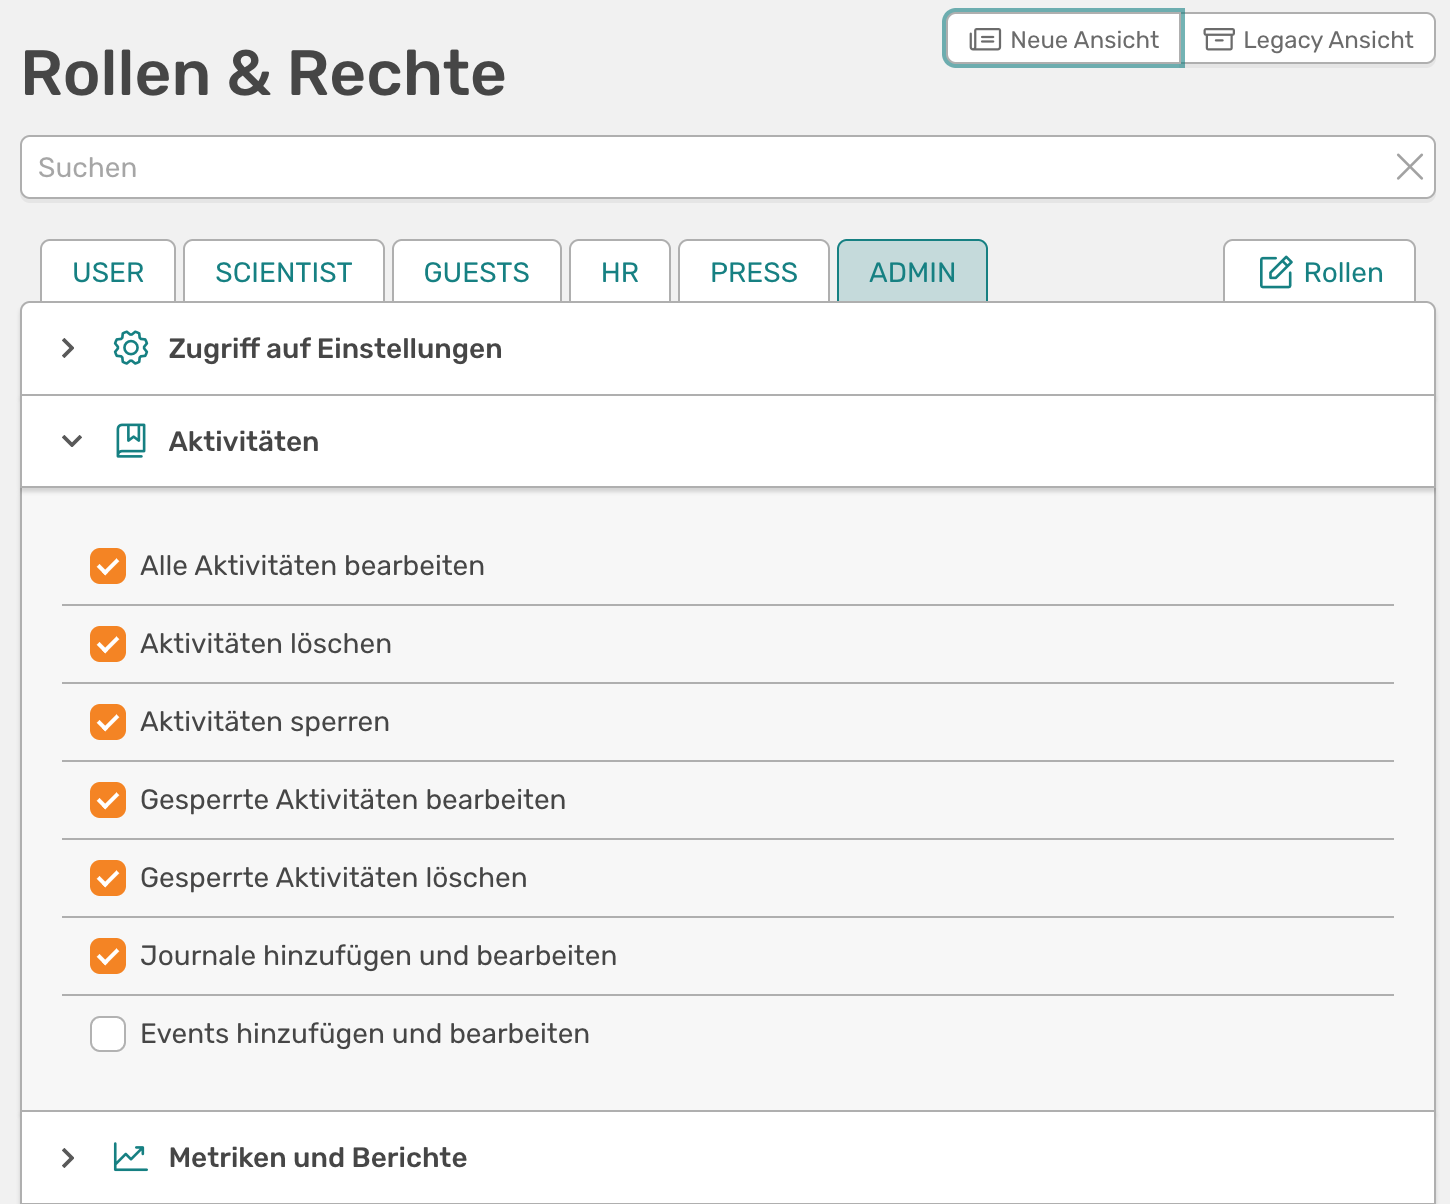 Neue Ansicht Legacy Ansicht
Rollen & Rechte
Suchen
USER SCIENTIST GUESTS HR PRESS ADMIN Rollen
Zugriff auf Einstellungen
Aktivitäten
Alle Aktivitäten bearbeiten
Aktivitäten löschen
Aktivitäten sperren
Gesperrte Aktivitäten bearbeiten
Gesperrte Aktivitäten löschen
Journale hinzufügen und bearbeiten
Events hinzufügen und bearbeiten
Metriken und Berichte